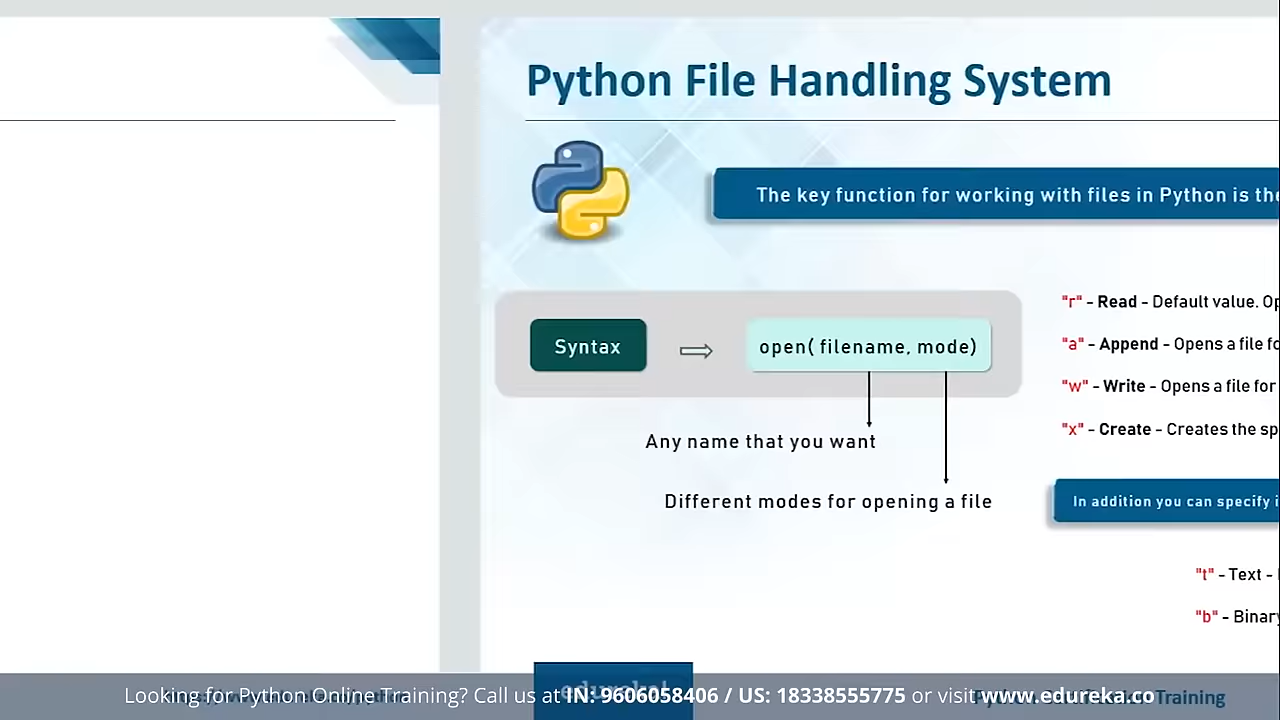 Python File Handling System
The key function for working with files in Python is the
Syntax
open( filename, mode)
Any name that you want
Different modes for opening a file
"r" - Read - Default value. Op
"a" - Append - Opens a file fo
"w" - Write - Opens a file for
"x" - Create - Creates the sp
In addition you can specify i
"t" - Text -
"b" - Binary
edureka!
Looking for Python Online Training? Call us at IN: 9606058406 / US: 18338555775 or visit www.edureka.co
Training